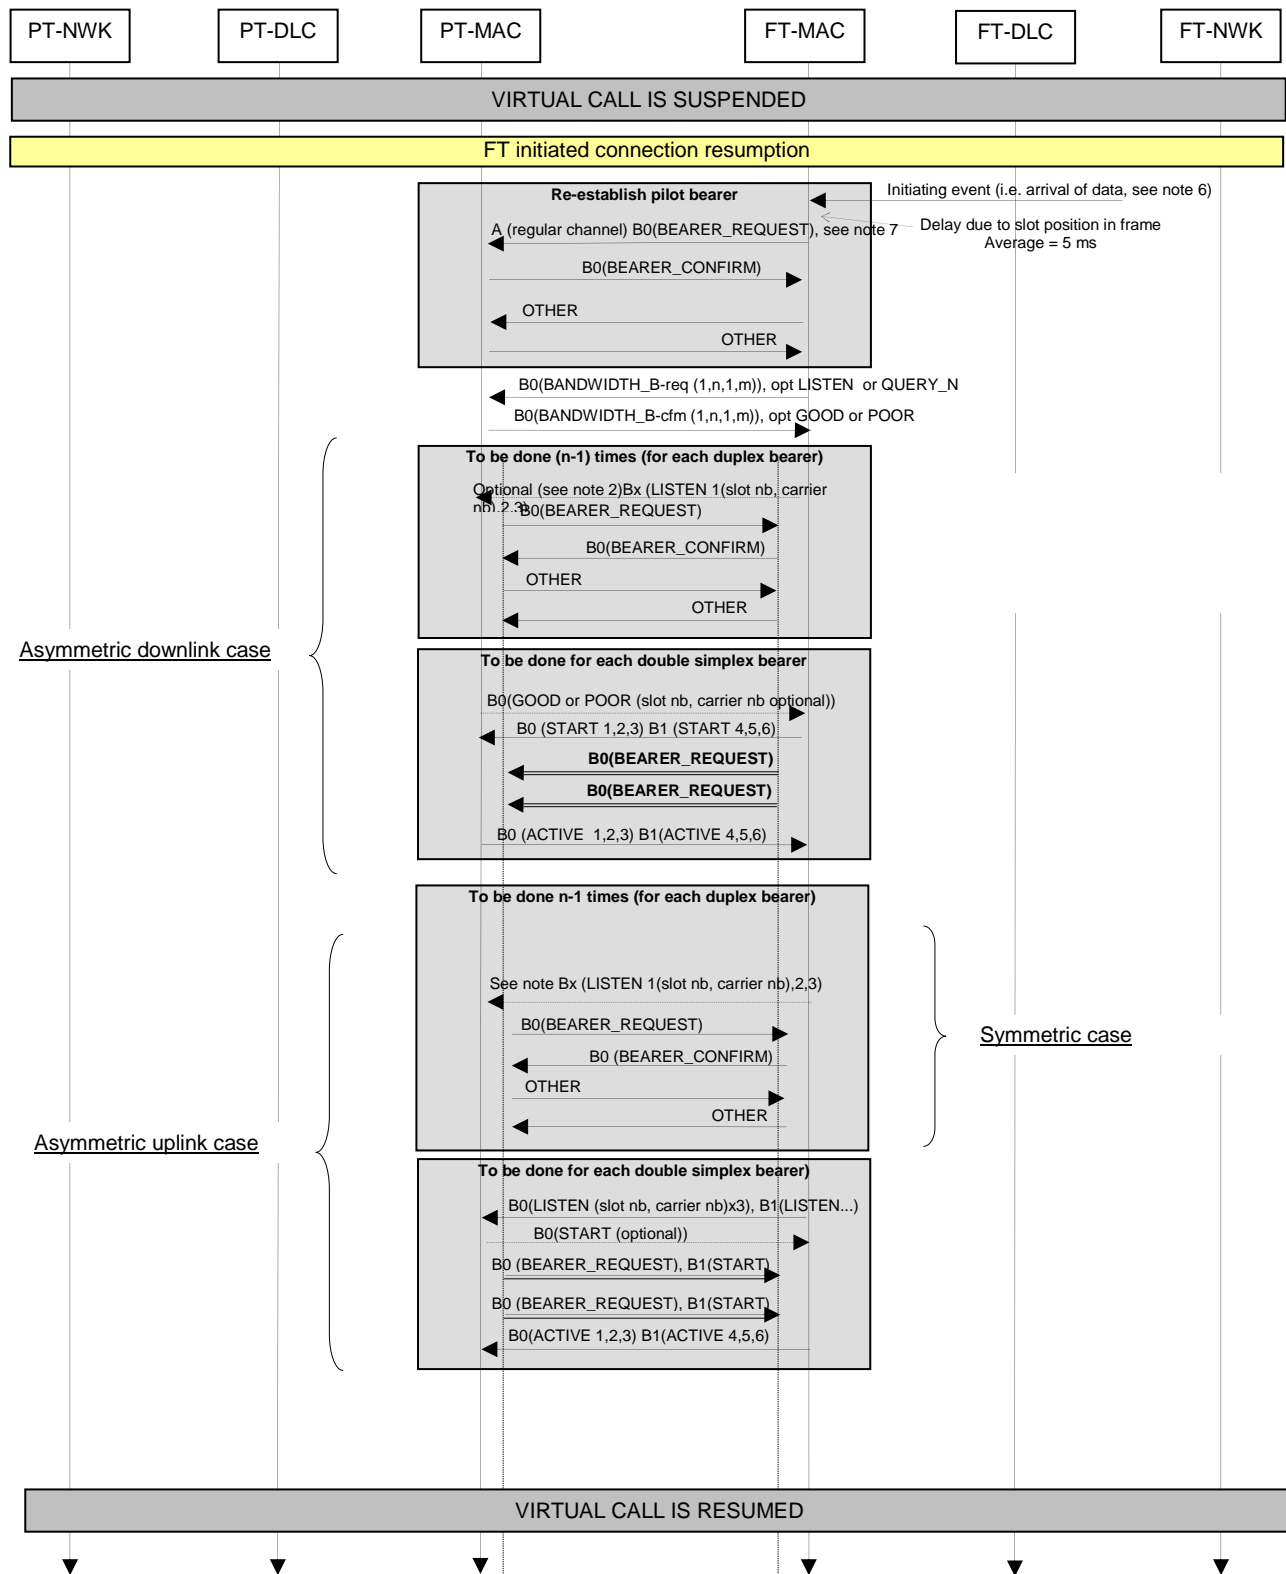 PT-NWK PT-DLC PT-MAC FT-MAC FT-DLC FT-NWK
VIRTUAL CALL IS SUSPENDED
FT initiated connection resumption
Re-establish pilot bearer
Initiating event (i.e. arrival of data, see note 6)
Delay due to slot position in frame
Average = 5 ms
A (regular channel) B0(BEARER_REQUEST), see note 7
B0(BEARER_CONFIRM)
OTHER
OTHER
B0(BANDWIDTH_B-req (1,n,1,m)), opt LISTEN or QUERY_N
B0(BANDWIDTH_B-cfm (1,n,1,m)), opt GOOD or POOR
To be done (n-1) times (for each duplex bearer)
Optional (see note 2)Bx (LISTEN 1(slot nb, carrier
nb),2,3)
B0(BEARER_REQUEST)
B0(BEARER_CONFIRM)
OTHER
OTHER
Asymmetric downlink case
To be done for each double simplex bearer
B0(GOOD or POOR (slot nb, carrier nb optional))
B0 (START 1,2,3) B1 (START 4,5,6)
B0(BEARER_REQUEST)
B0(BEARER_REQUEST)
B0 (ACTIVE 1,2,3) B1(ACTIVE 4,5,6)
To be done n-1 times (for each duplex bearer)
See note Bx (LISTEN 1(slot nb, carrier nb),2,3)
B0(BEARER_REQUEST)
B0 (BEARER_CONFIRM)
OTHER
OTHER
Symmetric case
Asymmetric uplink case
To be done for each double simplex bearer)
B0(LISTEN (slot nb, carrier nb)x3), B1(LISTEN...)
B0(START (optional))
B0 (BEARER_REQUEST), B1(START)
B0 (BEARER_REQUEST), B1(START)
B0(ACTIVE 1,2,3) B1(ACTIVE 4,5,6)
VIRTUAL CALL IS RESUMED